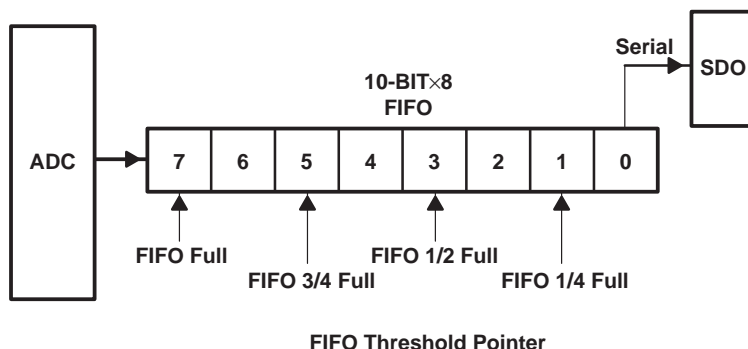 Serial
SDO
10-BIT×8
FIFO
ADC
7 6 5 4 3 2 1 0
FIFO Full
FIFO 1/2 Full
FIFO 3/4 Full
FIFO 1/4 Full
FIFO Threshold Pointer